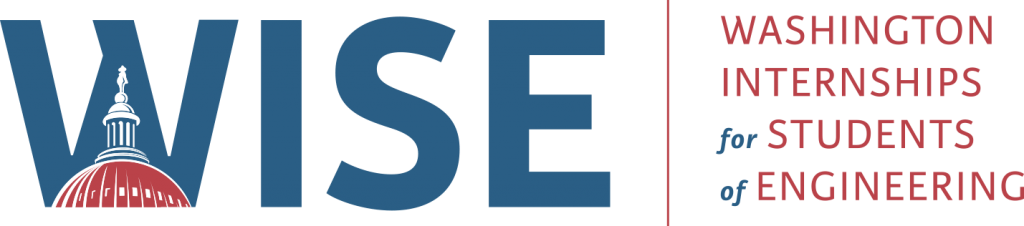 WISE
WASHINGTON
INTERNSHIPS
for STUDENTS
of ENGINEERING